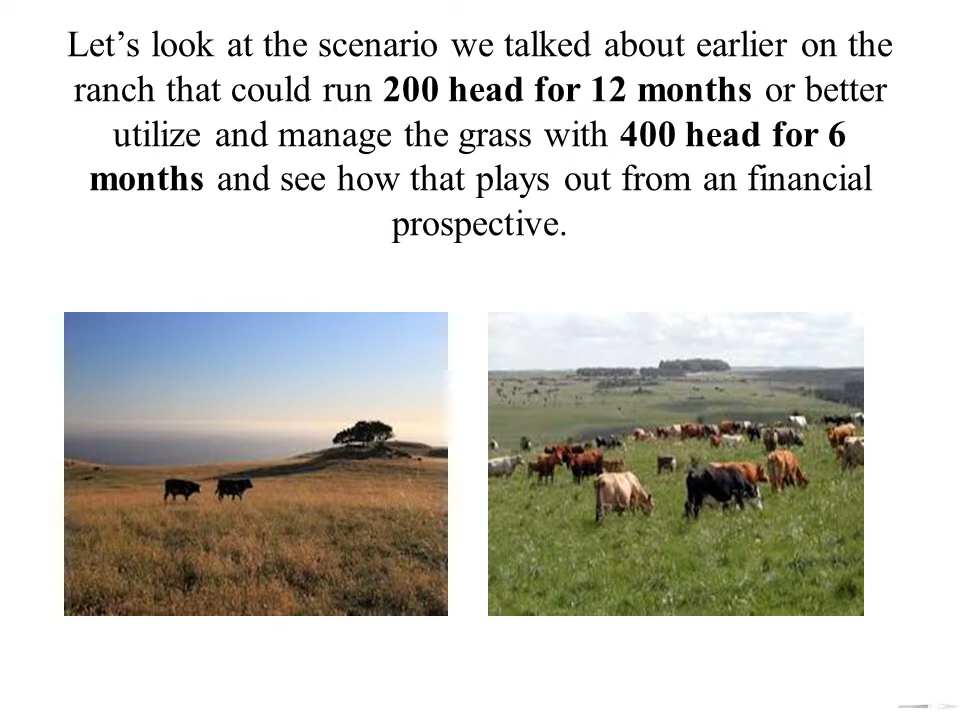 Let’s look at the scenario we talked about earlier on the
ranch that could run 200 head for 12 months or better
utilize and manage the grass with 400 head for 6
months and see how that plays out from an financial
prospective.